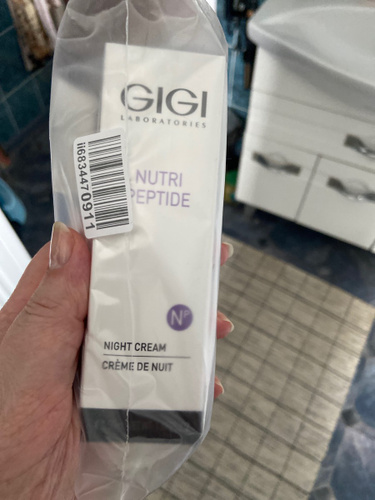 GIGI
LABORATORIES
NUTRI
PEPTIDE
ii6834470911
NP
NIGHT CREAM
CRÈME DE NUIT